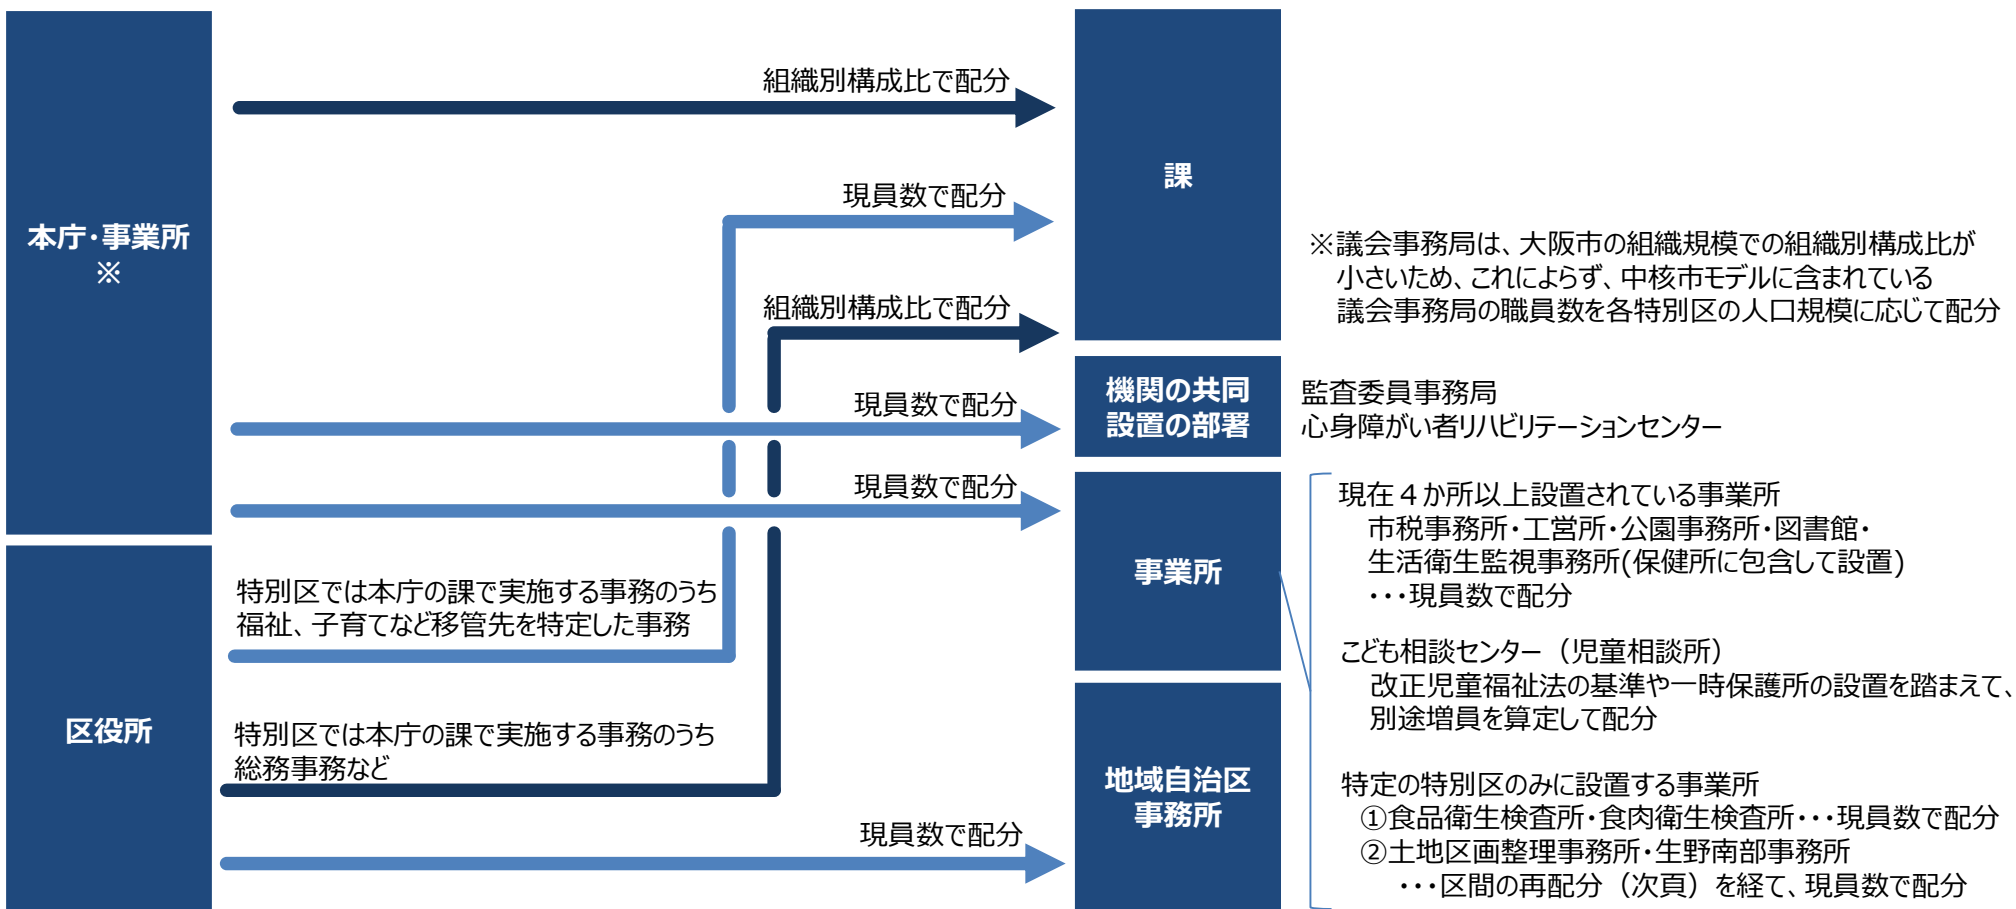 本庁・事業所
※
区役所
組織別構成比で配分
現員数で配分
組織別構成比で配分
現員数で配分
現員数で配分
特別区では本庁の課で実施する事務のうち
福祉、子育てなど移管先を特定した事務
特別区では本庁の課で実施する事務のうち
総務事務など
現員数で配分
課
機関の共同
設置の部署
事業所
地域自治区
事務所
※議会事務局は、大阪市の組織規模での組織別構成比が
小さいため、これによらず、中核市モデルに含まれている
議会事務局の職員数を各特別区の人口規模に応じて配分
監査委員事務局
心身障がい者リハビリテーションセンター
現在４か所以上設置されている事業所
市税事務所・工営所・公園事務所・図書館・
生活衛生監視事務所(保健所に包含して設置)
・・・現員数で配分
こども相談センター（児童相談所）
改正児童福祉法の基準や一時保護所の設置を踏まえて、
別途増員を算定して配分
特定の特別区のみに設置する事業所
①食品衛生検査所・食肉衛生検査所・・・現員数で配分
②土地区画整理事務所・生野南部事務所
・・・区間の再配分（次頁）を経て、現員数で配分